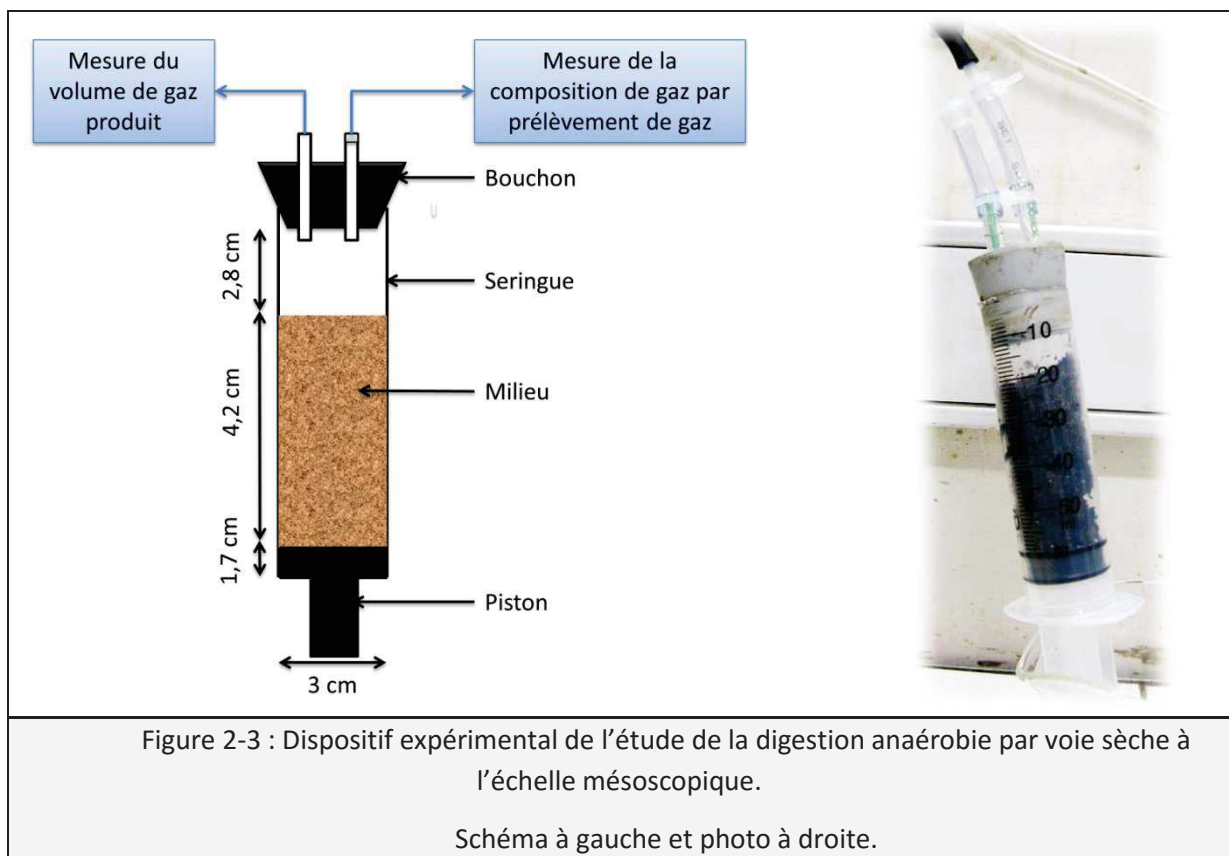 Mesure du
volume de gaz
produit
Mesure de la
composition de gaz par
prélèvement de gaz
Bouchon
2,8 cm
Seringue
4,2 cm
Milieu
1,7 cm
Piston
3 cm
10
20
30
40
50
Figure 2-3 : Dispositif expérimental de l’étude de la digestion anaérobie par voie sèche à
l’échelle mésoscopique.
Schéma à gauche et photo à droite.